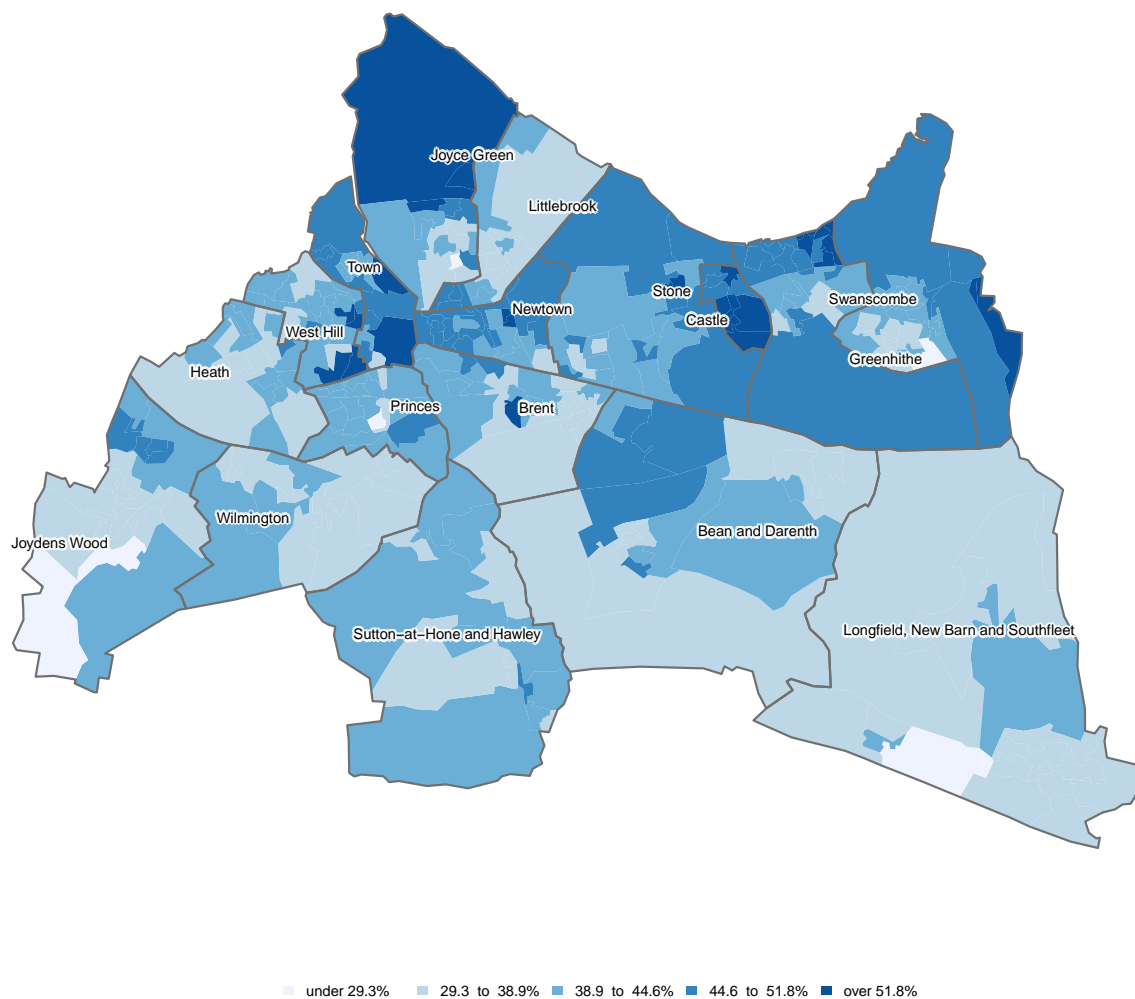 Joyce Green
Littlebrook
Town
Stone
Swanscombe
Newtown
Castle
West Hill
Greenhithe
Heath
Princes
Brent
Wilmington
Bean and Darenth
Joydens Wood
Longfield, New Barn and Southfleet
Sutton−at−Hone and Hawley
under 29.3% 29.3 to 38.9% 38.9 to 44.6% 44.6 to 51.8% over 51.8%